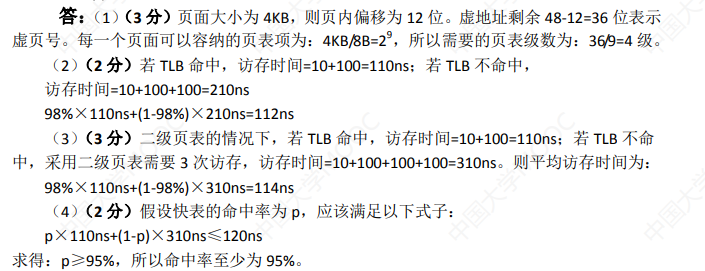 答：（1）（3 分）页面大小为 4KB，则页内偏移为 12 位。虚地址剩余 48-12=36 位表示
虚页号。每一个页面可以容纳的页表项为：4KB/8B=2⁹，所以需要的页表级数为：36/9=4 级。
（2）（2 分）若 TLB 命中，访存时间=10+100=110ns；若 TLB 不命中，
访存时间=10+100+100=210ns
98%×110ns+(1-98%)×210ns=112ns
（3）（3 分）二级页表的情况下，若 TLB 命中，访存时间=10+100=110ns；若 TLB 不命
中，采用二级页表需要 3 次访存，访存时间=10+100+100+100=310ns。则平均访存时间为：
98%×110ns+(1-98%)×310ns=114ns
（4）（2 分）假设快表的命中率为 p，应该满足以下式子：
p×110ns+(1-p)×310ns≤120ns
求得：p≥95%，所以命中率至少为 95%。